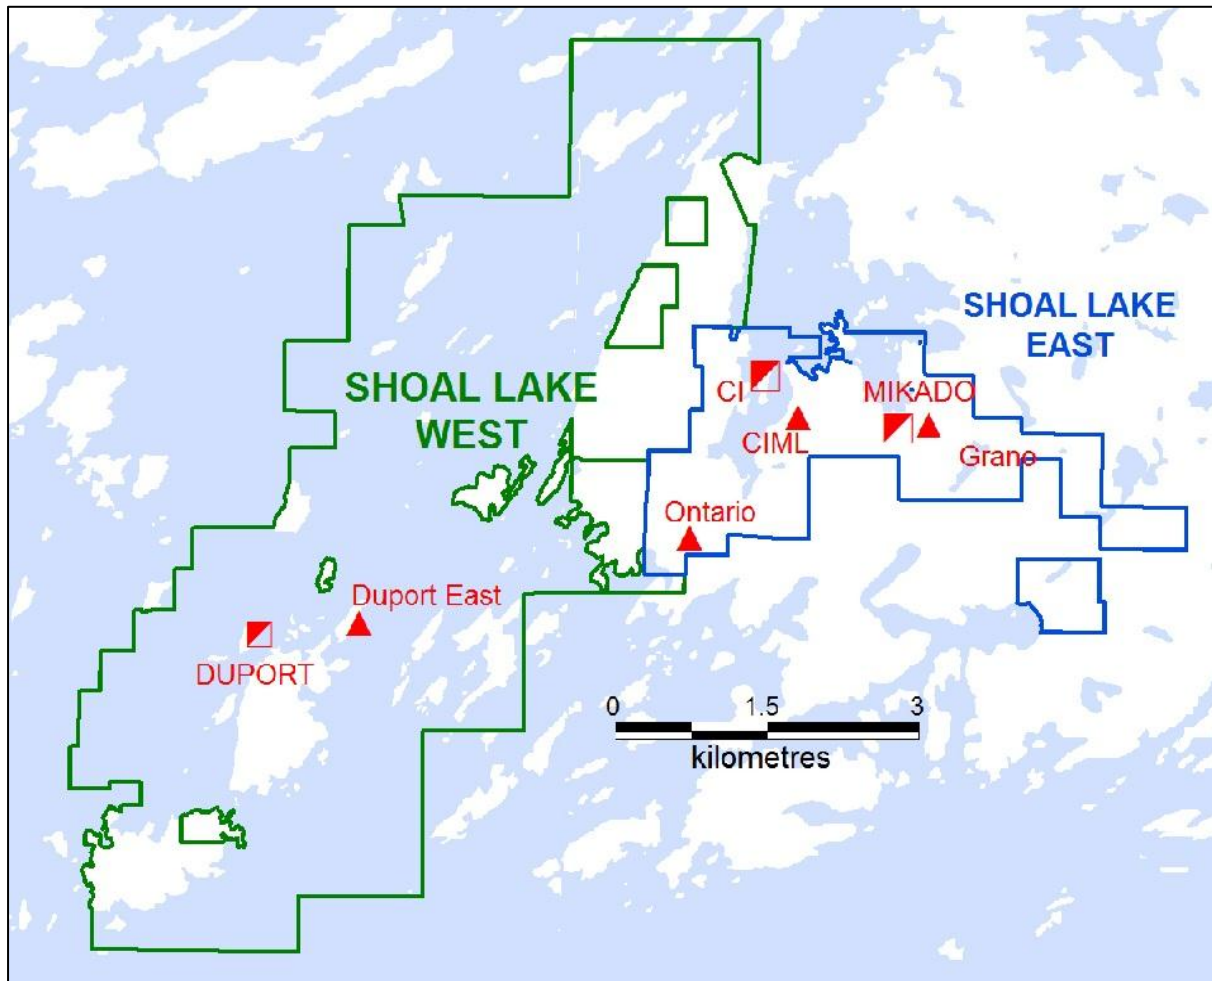 SHOAL LAKE
EAST
SHOAL LAKE
WEST
CI
MIKADO
CIML
Grano
Ontario
Duport East
DUPORT
0 1.5 3
kilometres